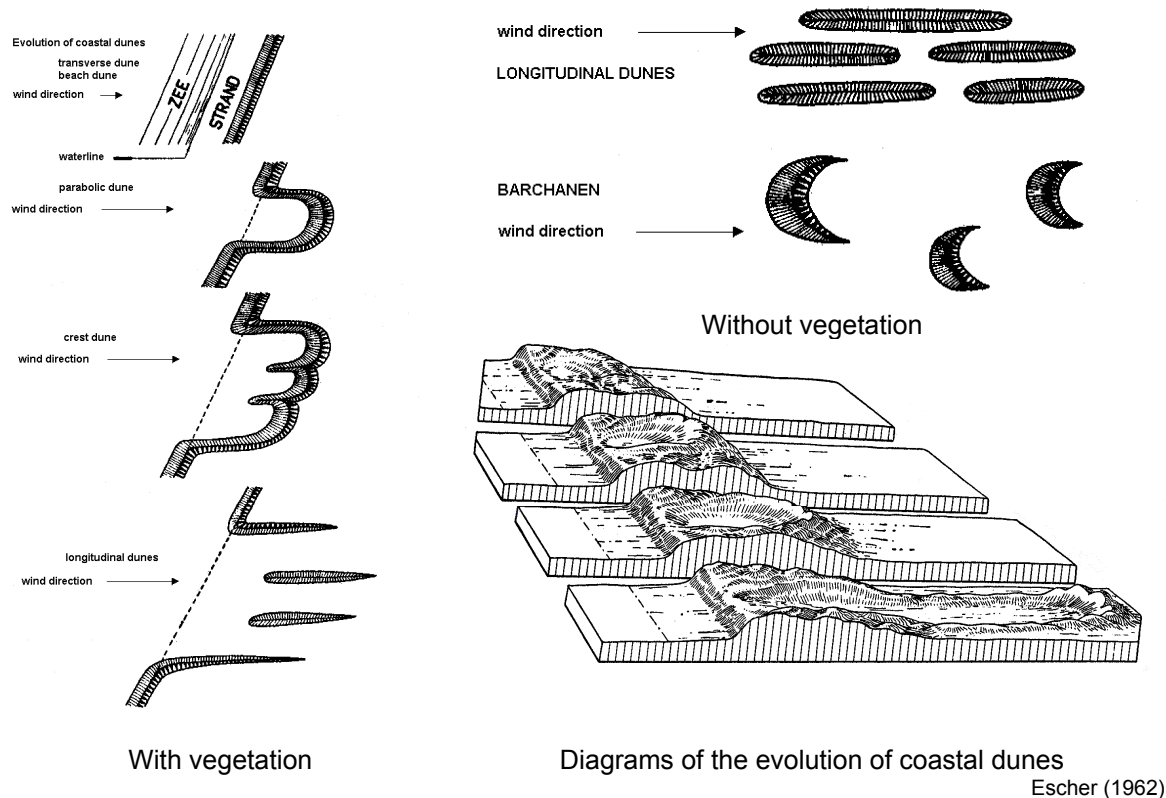 Evolution of coastal dunes
transverse dune
beach dune
wind direction
ZEE
STRAND
waterline
parabolic dune
wind direction
crest dune
wind direction
longitudinal dunes
wind direction
With vegetation
wind direction
LONGITUDINAL DUNES
BARCHANEN
wind direction
Without vegetation
Diagrams of the evolution of coastal dunes
Escher (1962)